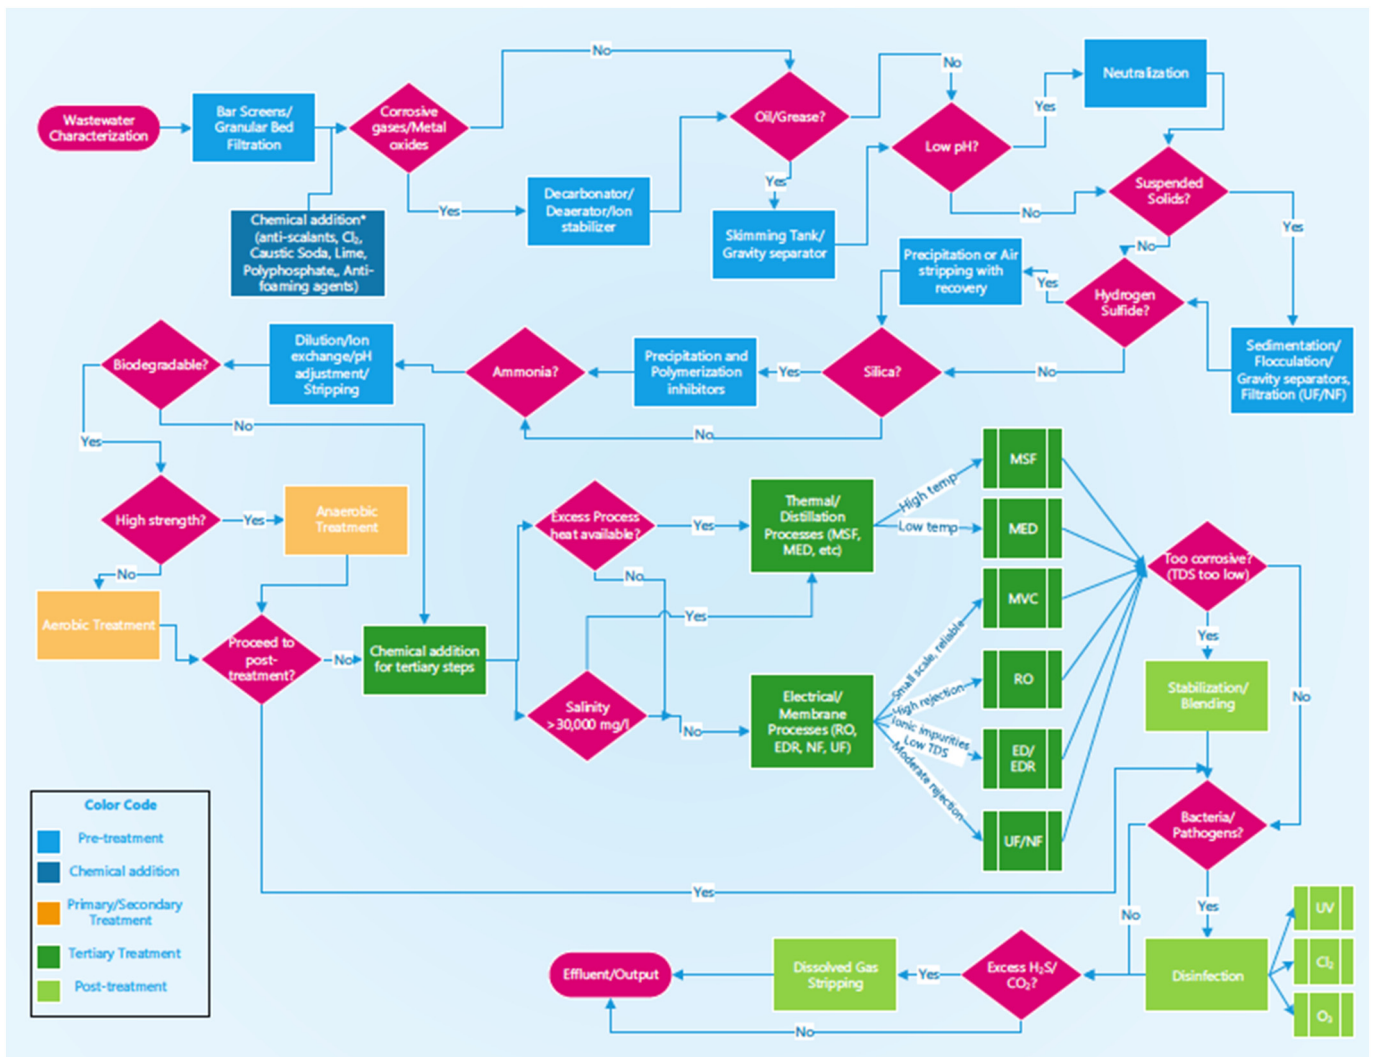 Wastewater
Characterization
Bar Screens/
Granular Bed
Filtration
Corrosive
gases/Metal
oxides
No
Yes
Chemical addition*
(anti-scalants, Cl₂,
Caustic Soda, Lime,
Polyphosphate,, Anti-
foaming agents)
Decarbonator/
Deaerator/Ion
stabilizer
Oil/Grease?
Yes
No
Skimming Tank/
Gravity separator
Low pH?
Yes
No
Neutralization
Suspended
Solids?
Yes
No
Sedimentation/
Flocculation/
Gravity separators,
Filtration (UF/NF)
Hydrogen
Sulfide?
Yes
No
Precipitation or Air
stripping with
recovery
Silica?
Yes
No
Precipitation and
Polymerization
inhibitors
Ammonia?
Dilution/Ion
exchange/pH
adjustment/
Stripping
Biodegradable?
No
Yes
High strength?
Yes
No
Anaerobic
Treatment
Aerobic Treatment
Proceed to
post-
treatment?
No
Yes
Chemical addition
for tertiary steps
Excess Process
heat available?
Yes
No
Salinity
>30,000 mg/l
Yes
No
Thermal/
Distillation
Processes (MSF,
MED, etc)
High temp
Low temp
Electrical/
Membrane
Processes (RO,
EDR, NF, UF)
Small scale, reliable
High rejection
Ionic impurities
Low TDS
Moderate rejection
MSF
MED
MVC
RO
ED/
EDR
UF/NF
Too corrosive?
(TDS too low)
Yes
No
Stabilization/
Blending
Bacteria/
Pathogens?
Yes
No
Disinfection
UV
Cl₂
O₃
Excess H₂S/
CO₂?
Yes
No
Dissolved Gas
Stripping
Effluent/Output
Color Code
Pre-treatment
Chemical addition
Primary/Secondary
Treatment
Tertiary Treatment
Post-treatment